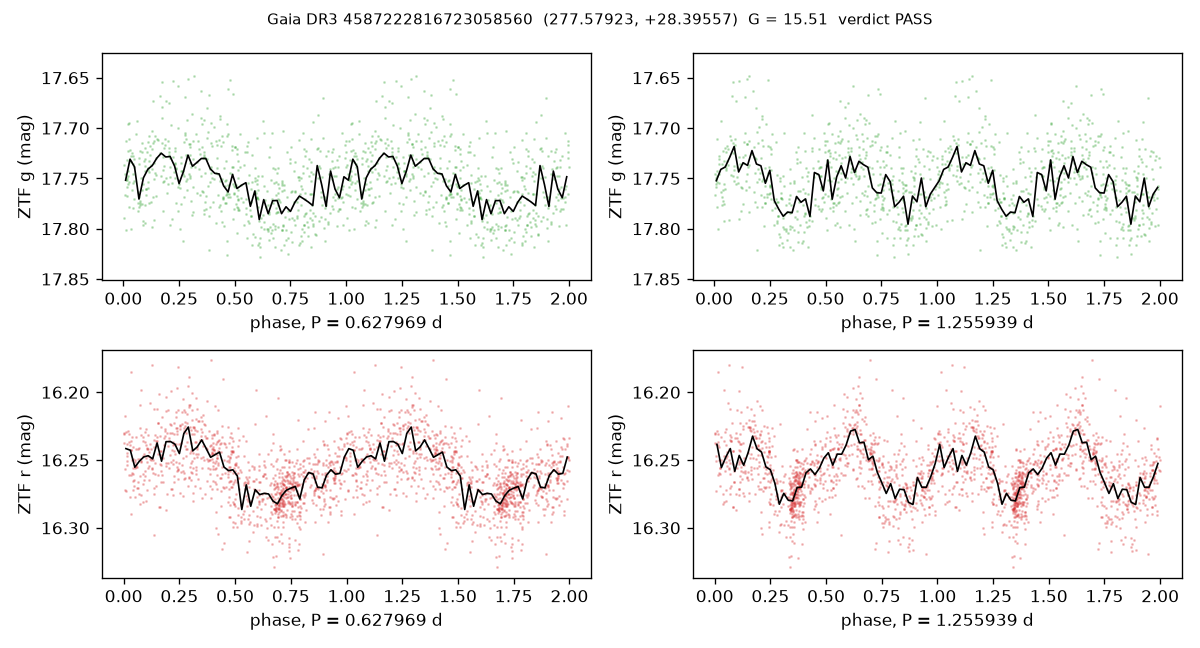 Gaia DR3 4587222816723058560  (277.57923, +28.39557)  G = 15.51  verdict PASS
ZTF g (mag)
17.65
17.70
17.75
17.80
17.85
0.00 0.25 0.50 0.75 1.00 1.25 1.50 1.75 2.00
phase, P = 0.627969 d
ZTF g (mag)
17.65
17.70
17.75
17.80
17.85
0.00 0.25 0.50 0.75 1.00 1.25 1.50 1.75 2.00
phase, P = 1.255939 d
ZTF r (mag)
16.20
16.25
16.30
0.00 0.25 0.50 0.75 1.00 1.25 1.50 1.75 2.00
phase, P = 0.627969 d
ZTF r (mag)
16.20
16.25
16.30
0.00 0.25 0.50 0.75 1.00 1.25 1.50 1.75 2.00
phase, P = 1.255939 d